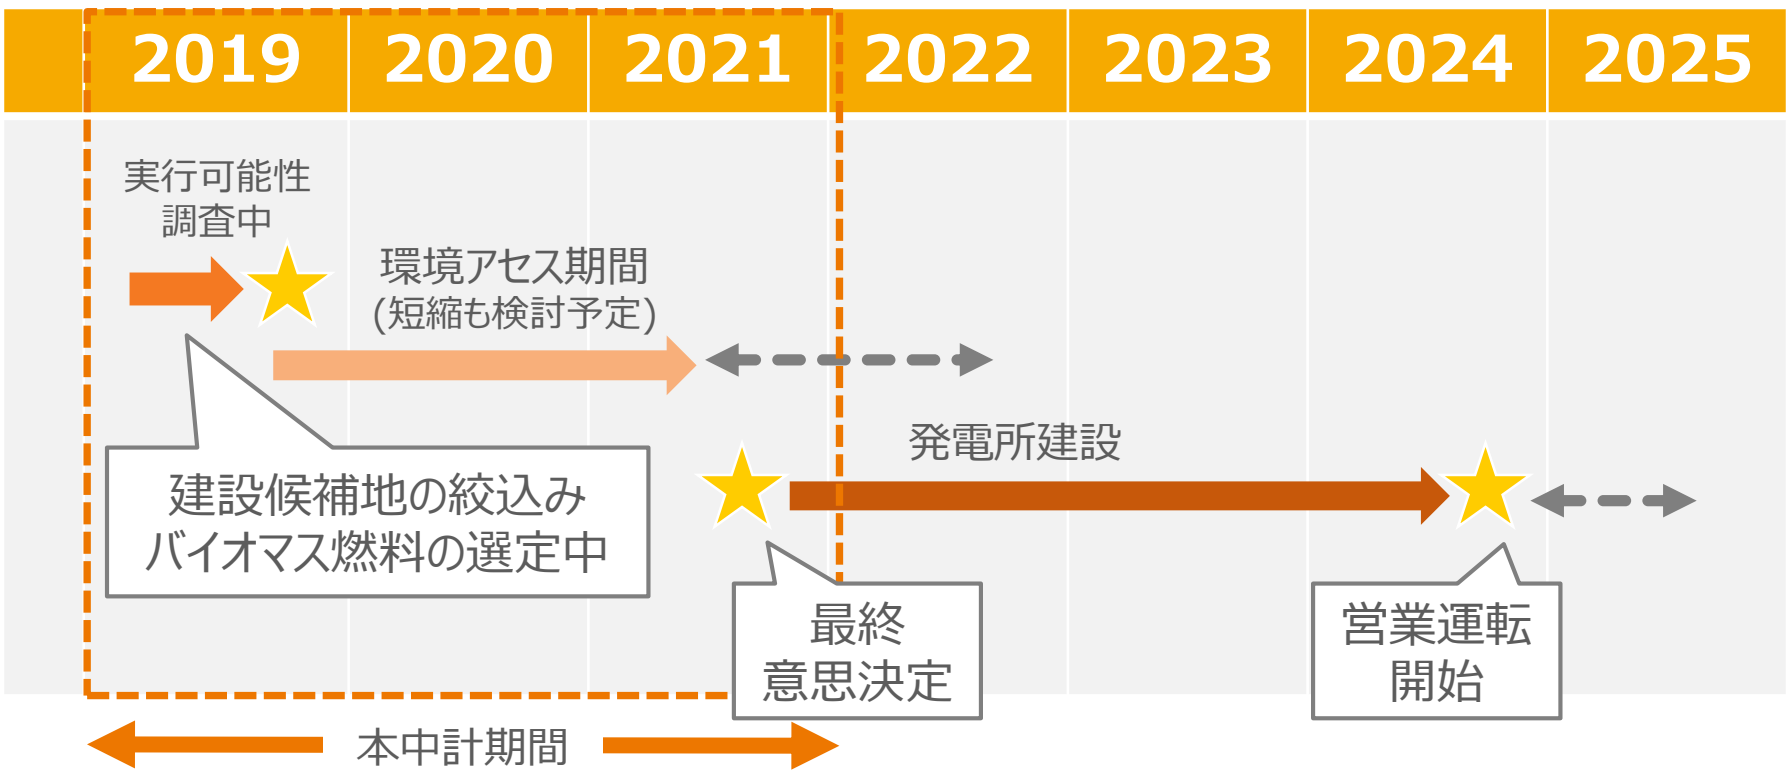 2019 2020 2021 2022 2023 2024 2025
実行可能性
調査中
環境アセス期間
(短縮も検討予定)
建設候補地の絞込み
バイオマス燃料の選定中
発電所建設
最終
意思決定
営業運転
開始
本中計期間